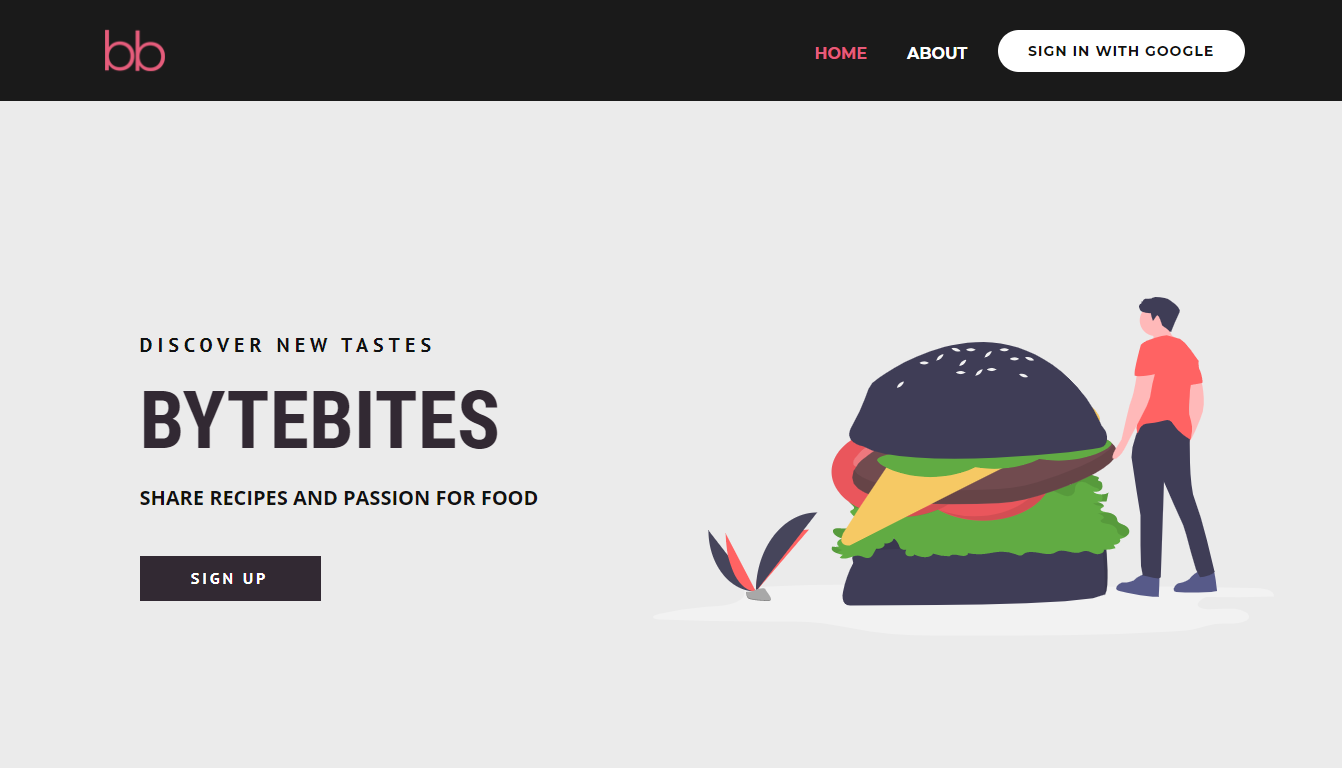 bb
HOME ABOUT SIGN IN WITH GOOGLE
DISCOVER NEW TASTES
BYTEBITES
SHARE RECIPES AND PASSION FOR FOOD
SIGN UP